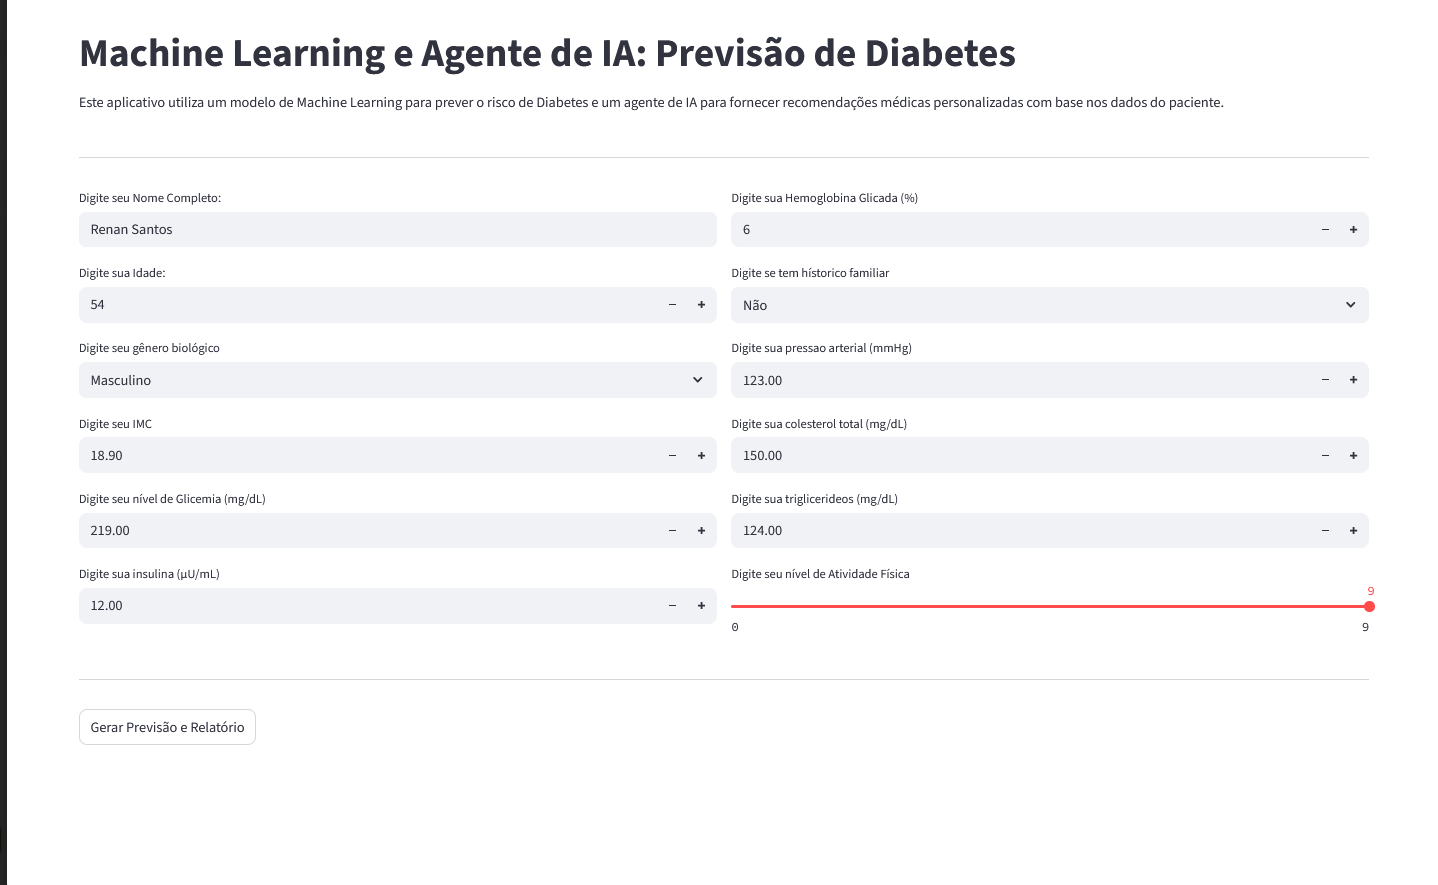 Machine Learning e Agente de IA: Previsão de Diabetes
Este aplicativo utiliza um modelo de Machine Learning para prever o risco de Diabetes e um agente de IA para fornecer recomendações médicas personalizadas com base nos dados do paciente.
Digite seu Nome Completo:
Renan Santos
Digite sua Idade:
54
Digite seu gênero biológico
Masculino
Digite seu IMC
18.90
Digite seu nível de Glicemia (mg/dL)
219.00
Digite sua insulina (µU/mL)
12.00
Digite sua Hemoglobina Glicada (%)
6
Digite se tem hístorico familiar
Não
Digite sua pressao arterial (mmHg)
123.00
Digite sua colesterol total (mg/dL)
150.00
Digite sua triglicerideos (mg/dL)
124.00
Digite seu nível de Atividade Física
9
0 9
Gerar Previsão e Relatório